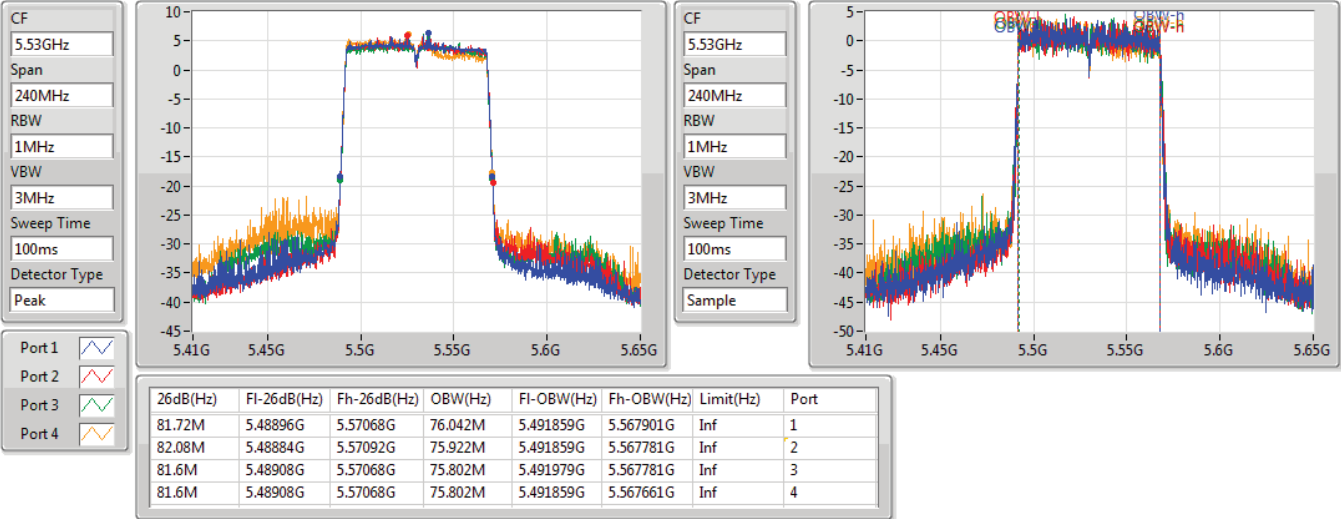 CF
5.53GHz
Span
240MHz
RBW
1MHz
VBW
3MHz
Sweep Time
100ms
Detector Type
Peak
10
5
0
-5
-10
-15
-20
-25
-30
-35
-40
-45
5.41G 5.45G 5.5G 5.55G 5.6G 5.65G
CF
5.53GHz
Span
240MHz
RBW
1MHz
VBW
3MHz
Sweep Time
100ms
Detector Type
Sample
5
0
-5
-10
-15
-20
-25
-30
-35
-40
-45
-50
OBW-h
OBW-h
5.41G 5.45G 5.5G 5.55G 5.6G 5.65G
Port 1
Port 2
Port 3
Port 4
26dB(Hz) Fl-26dB(Hz) Fh-26dB(Hz) OBW(Hz) Fl-OBW(Hz) Fh-OBW(Hz) Limit(Hz) Port
81.72M 5.48896G 5.57068G 76.042M 5.491859G 5.567901G Inf 1
82.08M 5.48884G 5.57092G 75.922M 5.491859G 5.567781G Inf 2
81.6M 5.48908G 5.57068G 75.802M 5.491979G 5.567781G Inf 3
81.6M 5.48908G 5.57068G 75.802M 5.491859G 5.567661G Inf 4